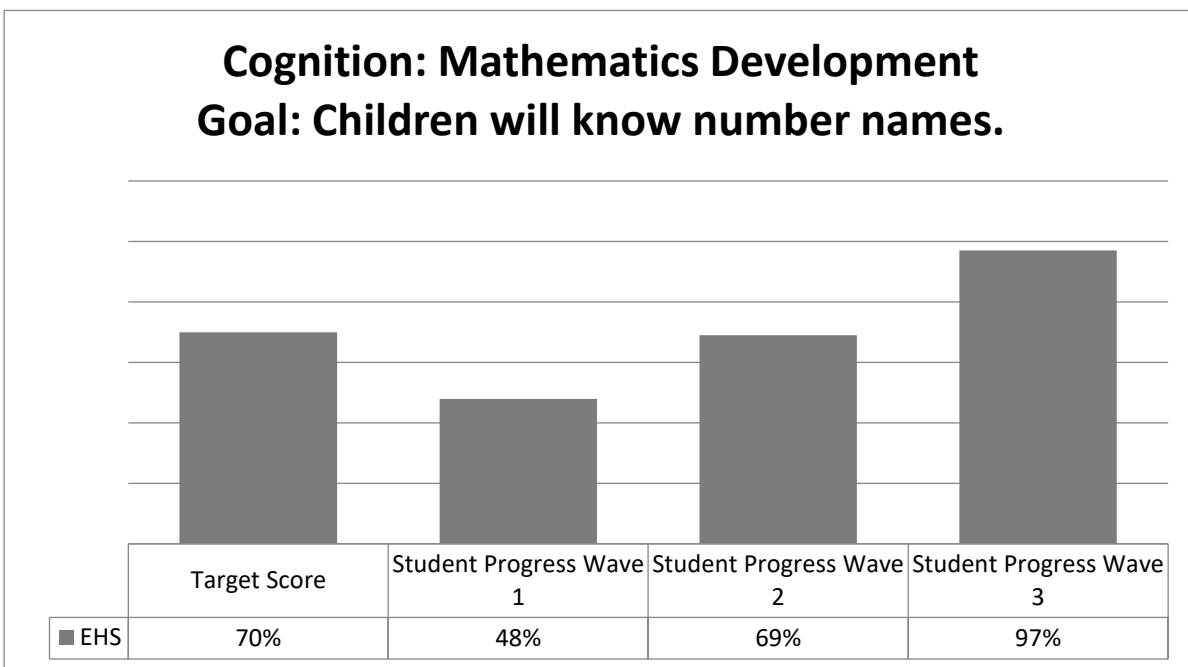 Cognition: Mathematics Development
Goal: Children will know number names.
Target Score
Student Progress Wave
1
Student Progress Wave
2
Student Progress Wave
3
EHS 70% 48% 69% 97%